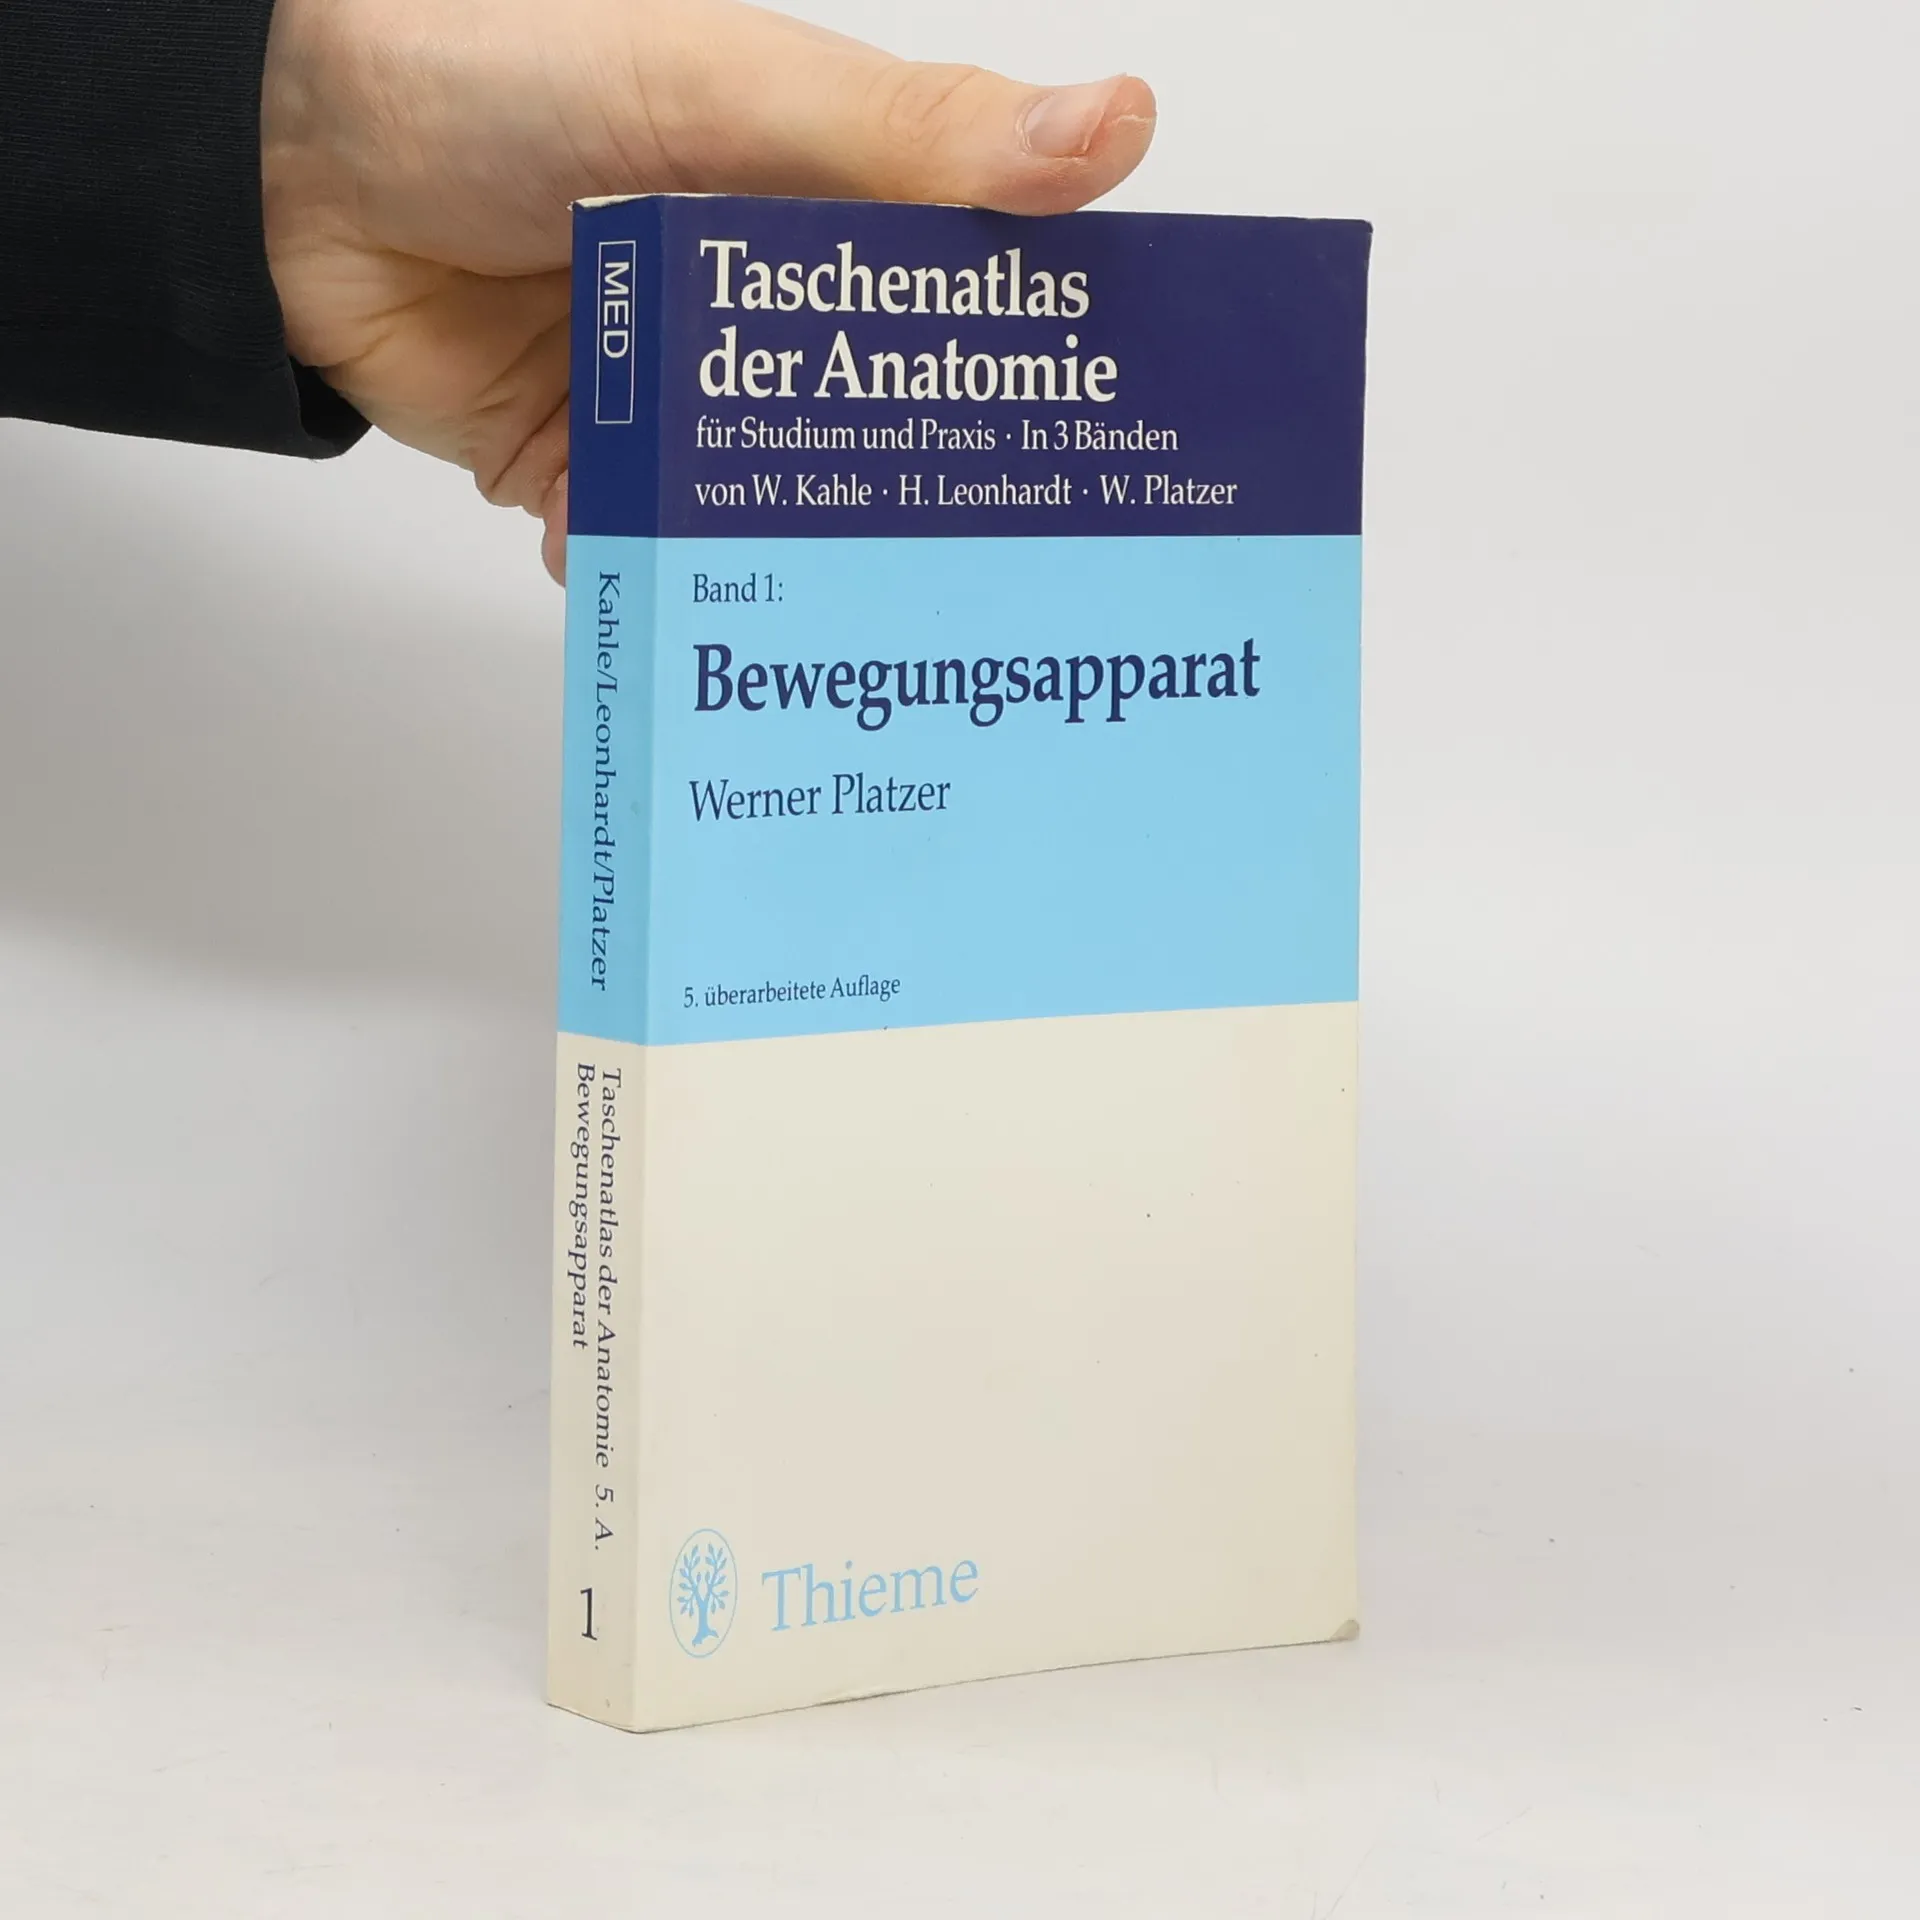 MED
Kahle/Leonhardt/Platzer
Taschenatlas der Anatomie 5. A.
Bewegungsapparat
1
Taschenatlas
der Anatomie
für Studium und Praxis · In 3 Bänden
von W. Kahle · H. Leonhardt · W. Platzer
Band 1:
Bewegungsapparat
Werner Platzer
5. überarbeitete Auflage
Thieme